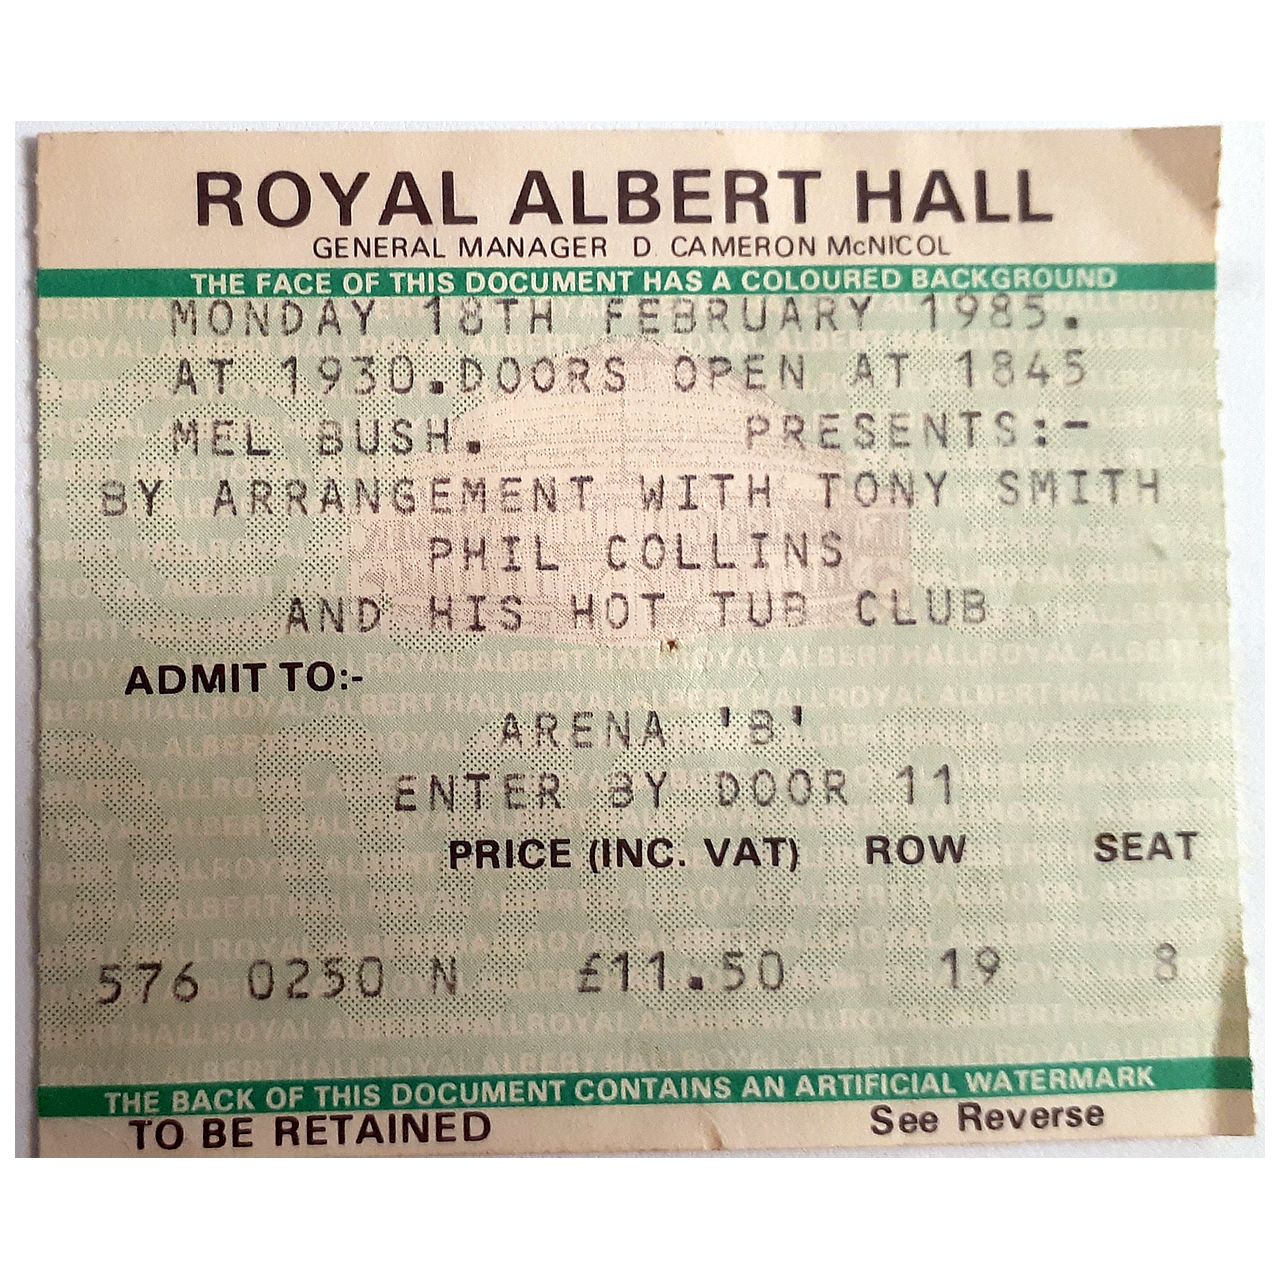 ROYAL ALBERT HALL
GENERAL MANAGER D. CAMERON McNICOL
THE FACE OF THIS DOCUMENT HAS A COLOURED BACKGROUND
MONDAY 18TH FEBRUARY 1985.
AT 1930.DOORS OPEN AT 1845
MEL BUSH. PRESENTS:-
BY ARRANGEMENT WITH TONY SMITH
PHIL COLLINS
AND HIS HOT TUB CLUB
ADMIT TO:-
ARENA 'B'
ENTER BY DOOR 11
PRICE (INC. VAT) ROW SEAT
576 0250 N £11.50 19 8
THE BACK OF THIS DOCUMENT CONTAINS AN ARTIFICIAL WATERMARK
TO BE RETAINED See Reverse